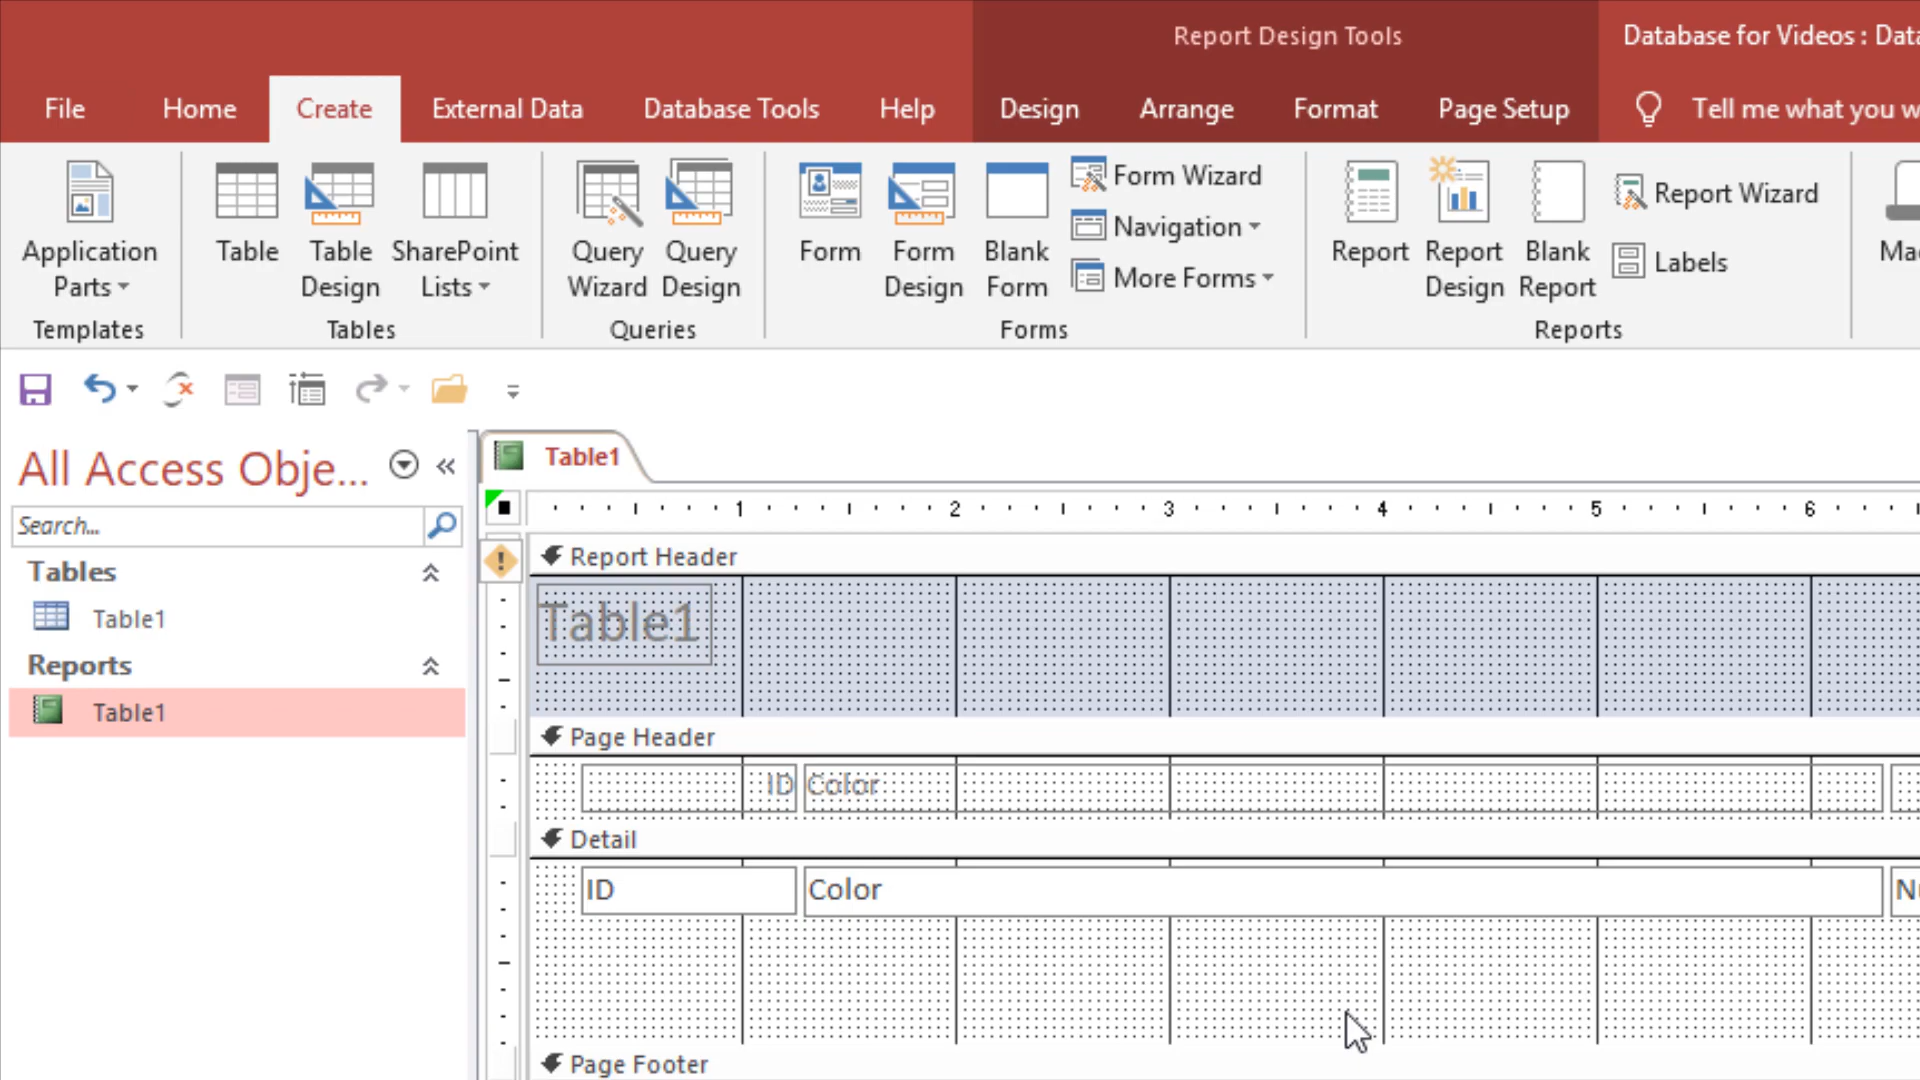 Report Design Tools
Database for Videos : Data
File Home Create External Data Database Tools Help Design Arrange Format Page Setup Tell me what you w
Application Parts
Table
Table Design
SharePoint Lists
Query Wizard
Query Design
Form
Form Design
Blank Form
Form Wizard
Navigation
More Forms
Report
Report Design
Blank Report
Report Wizard
Labels
Mac
Templates Tables Queries Forms Reports
All Access Obje...
Search...
Tables
Table1
Reports
Table1
Table1
1 2 3 4 5 6
Report Header
Table1
Page Header
ID Color
Detail
ID Color
Page Footer